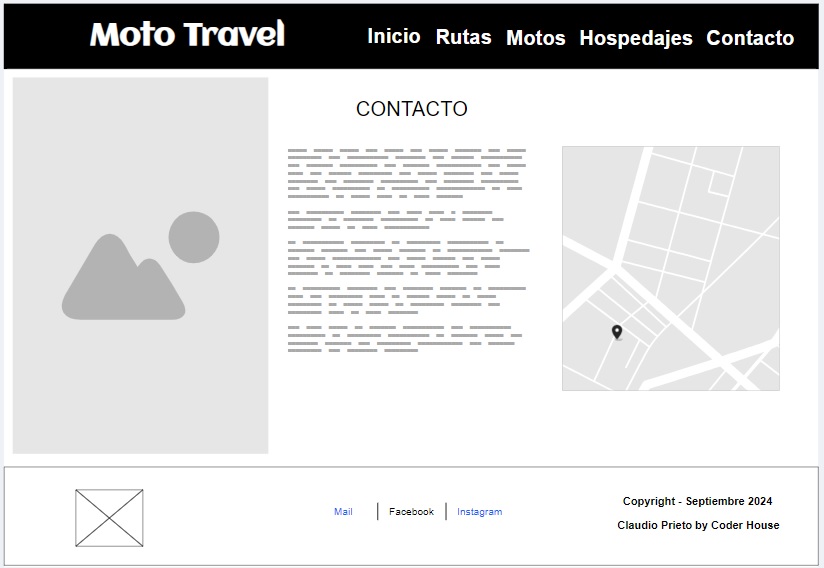 Moto Travel
Inicio Rutas Motos Hospedajes Contacto
CONTACTO
Mail Facebook Instagram
Copyright - Septiembre 2024
Claudio Prieto by Coder House